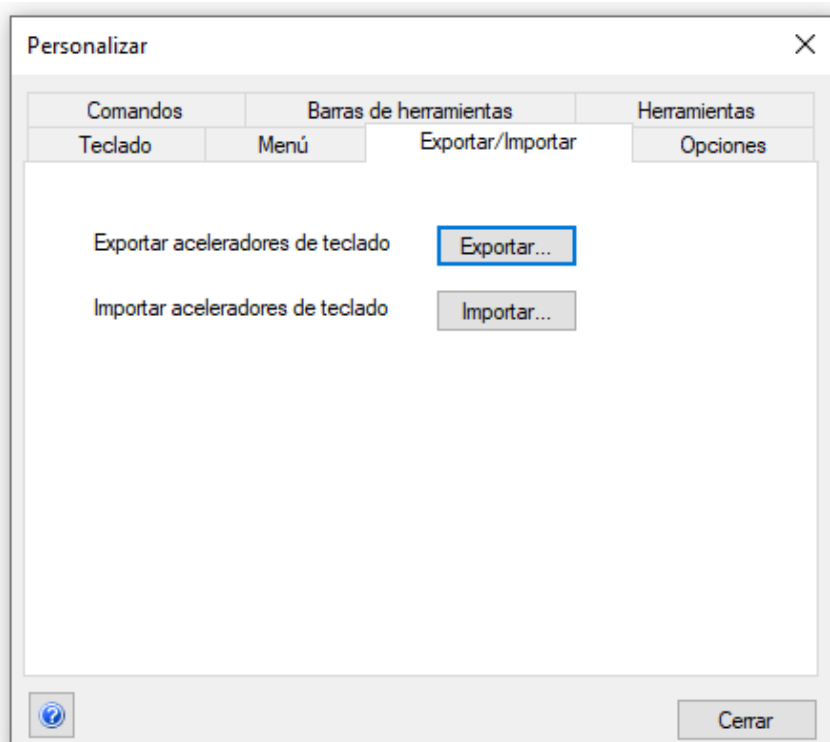 Personalizar
Comandos Barras de herramientas Herramientas
Teclado Menú Exportar/Importar Opciones
Exportar aceleradores de teclado Exportar...
Importar aceleradores de teclado Importar...
Cerrar